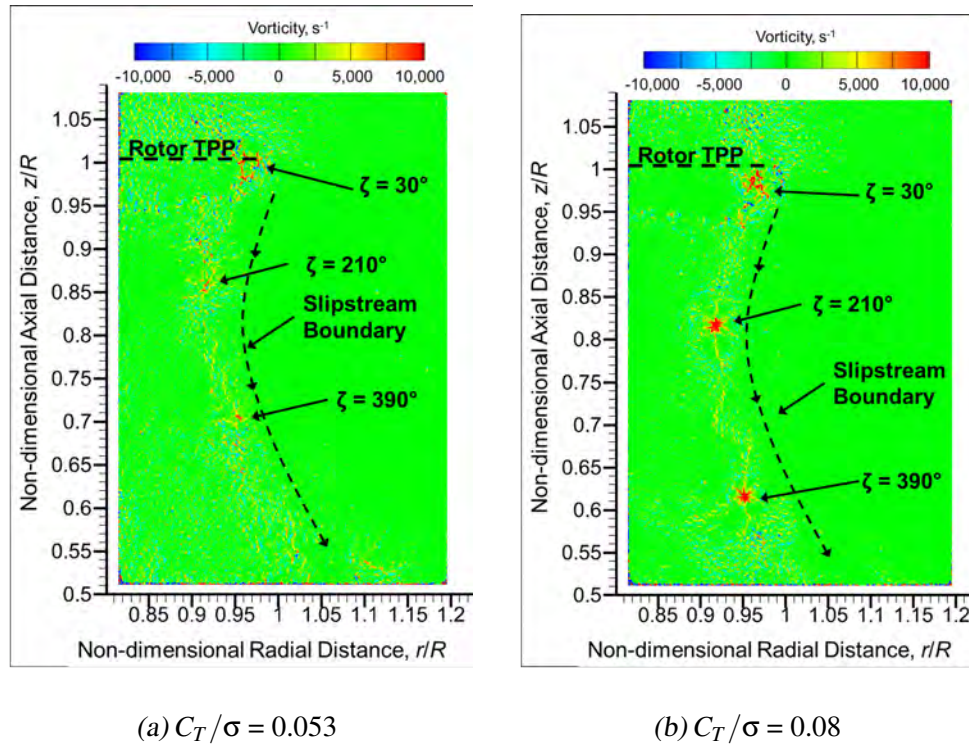 Vorticity, s⁻¹
-10,000 -5,000 0 5,000 10,000
Non-dimensional Axial Distance, z/R
1.05
1
0.95
0.9
0.85
0.8
0.75
0.7
0.65
0.6
0.55
0.5
Rotor TPP
ζ = 30°
ζ = 210°
Slipstream
Boundary
ζ = 390°
0.85 0.9 0.95 1 1.05 1.1 1.15 1.2
Non-dimensional Radial Distance, r/R
(a) C_T/σ = 0.053
Vorticity, s⁻¹
-10,000 -5,000 0 5,000 10,000
Non-dimensional Axial Distance, z/R
1.05
1
0.95
0.9
0.85
0.8
0.75
0.7
0.65
0.6
0.55
0.5
Rotor TPP
ζ = 30°
ζ = 210°
Slipstream
Boundary
ζ = 390°
0.85 0.9 0.95 1 1.05 1.1 1.15 1.2
Non-dimensional Radial Distance, r/R
(b) C_T/σ = 0.08